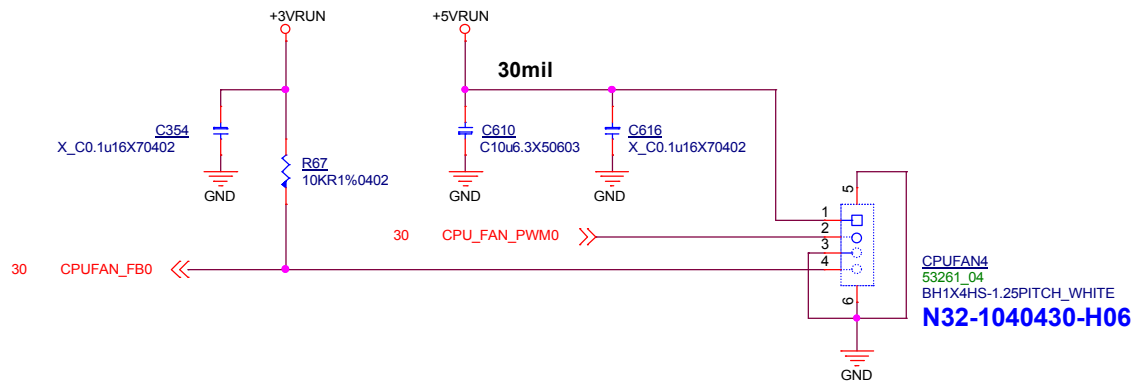 +3VRUN
+5VRUN
30mil
C354
X_C0.1u16X70402
C610
C10u6.3X50603
C616
X_C0.1u16X70402
R67
10KR1%0402
GND
GND
GND
5
1
2
3
4
6
30 CPU_FAN_PWM0
30 CPUFAN_FB0
CPUFAN4
53261_04
BH1X4HS-1.25PITCH_WHITE
N32-1040430-H06
GND